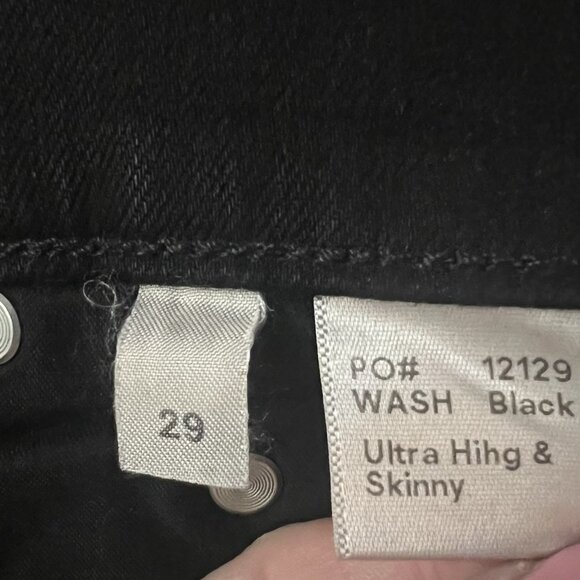 29
PO# 12129
WASH Black
Ultra Hihg &
Skinny